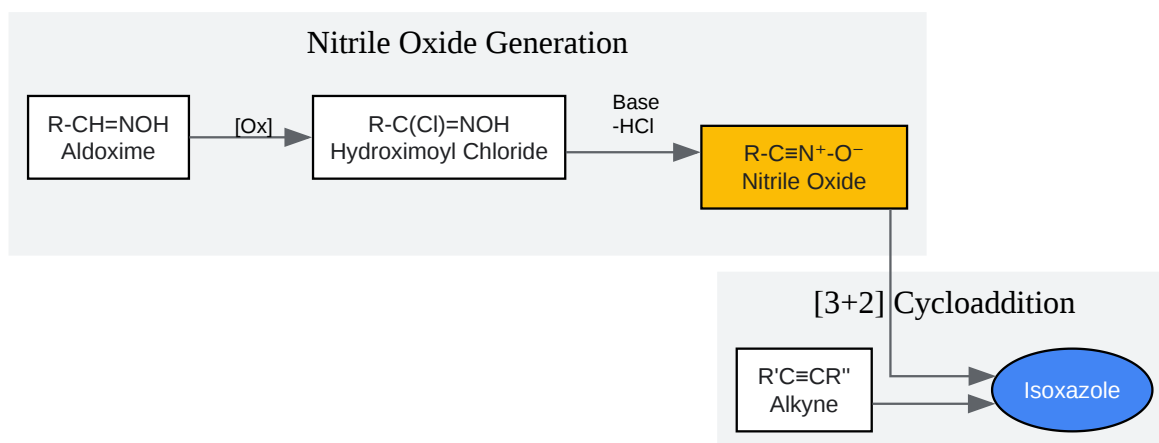 Nitrile Oxide Generation
R-CH=NOH
Aldoxime
[Ox]
R-C(Cl)=NOH
Hydroximoyl Chloride
Base
-HCl
R-C≡N⁺-O⁻
Nitrile Oxide
[3+2] Cycloaddition
R'C≡CR"
Alkyne
Isoxazole